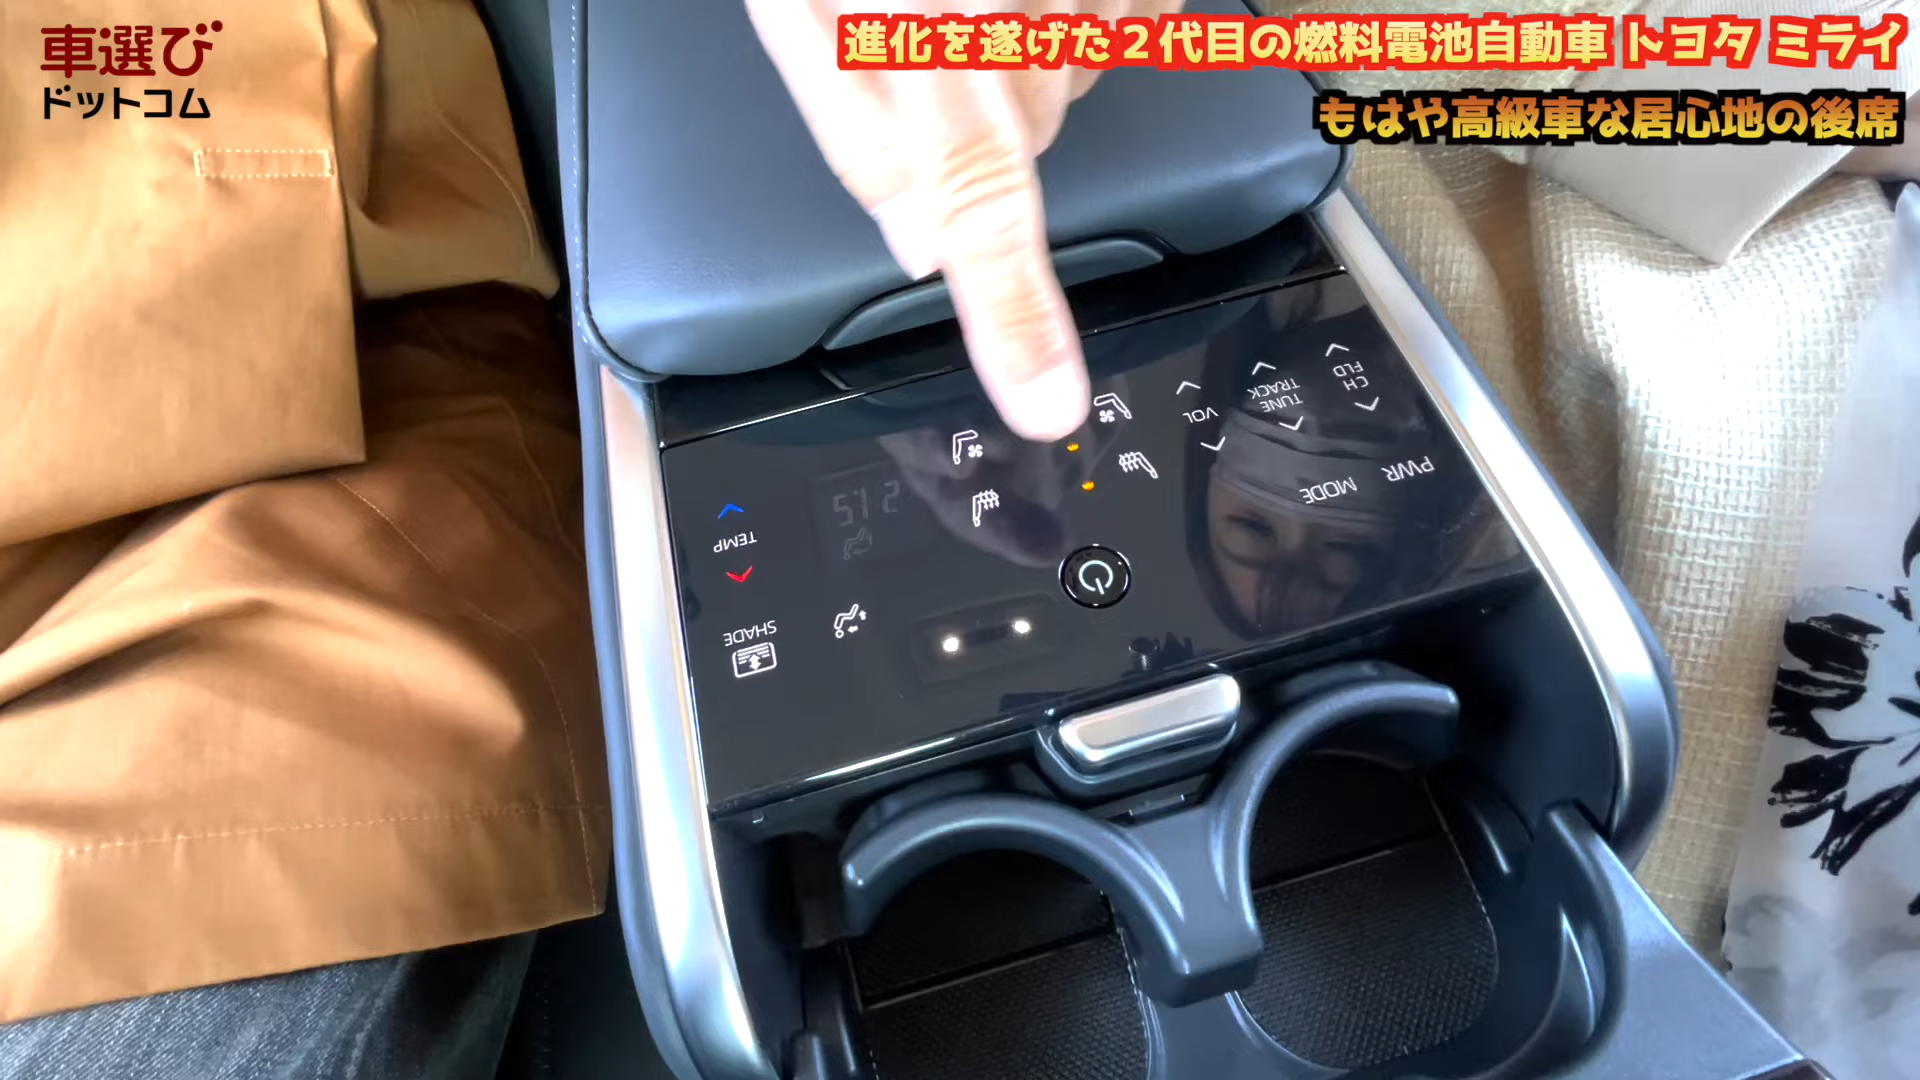 車選び
ドットコム
進化を遂げた２代目の燃料電池自動車 トヨタ ミライ
もはや高級車な居心地の後席
CH
FLD
TUNE
TRACK
VOL
PWR
MODE
TEMP
SHADE